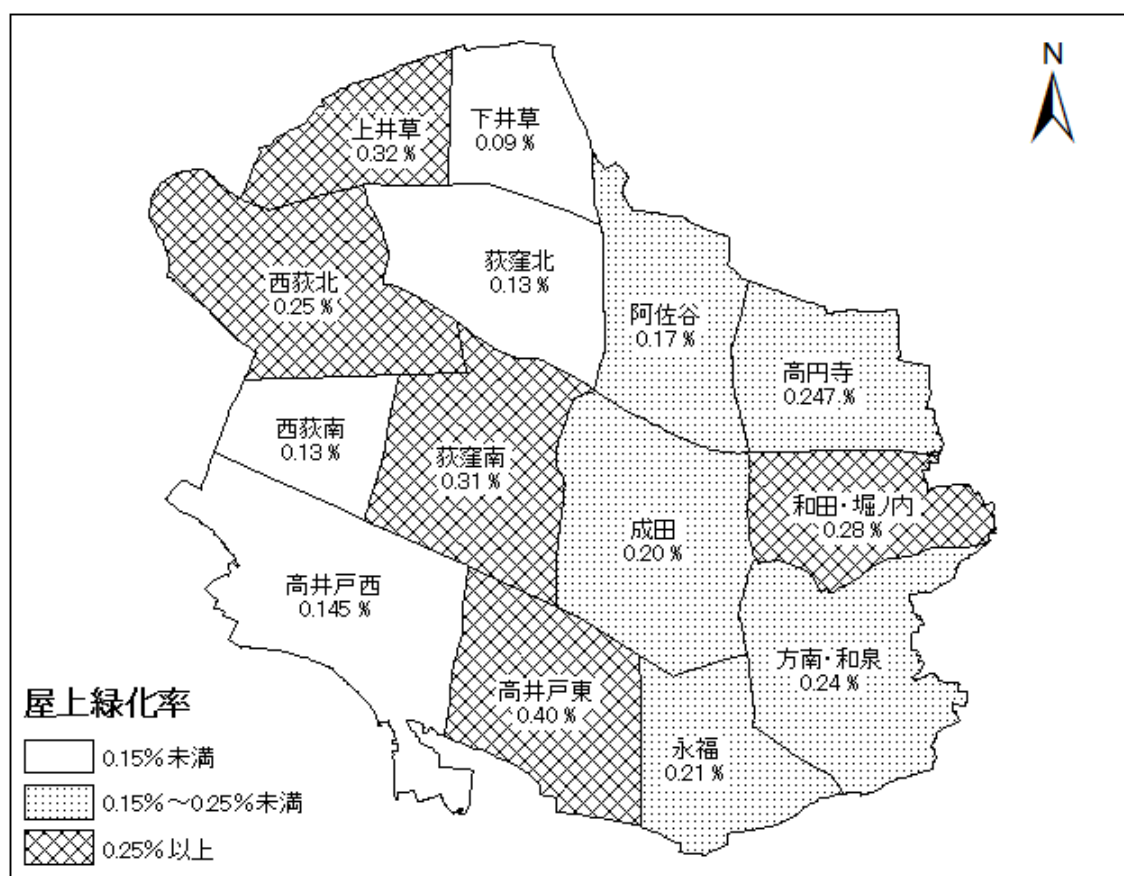 N
上井草
0.32 %
下井草
0.09 %
西荻北
0.25 %
荻窪北
0.13 %
阿佐谷
0.17 %
高円寺
0.247. %
西荻南
0.13 %
荻窪南
0.31 %
成田
0.20 %
和田・堀ノ内
0.28 %
高井戸西
0.145 %
高井戸東
0.40 %
方南・和泉
0.24 %
永福
0.21 %
屋上緑化率
0.15%未満
0.15%～0.25%未満
0.25%以上